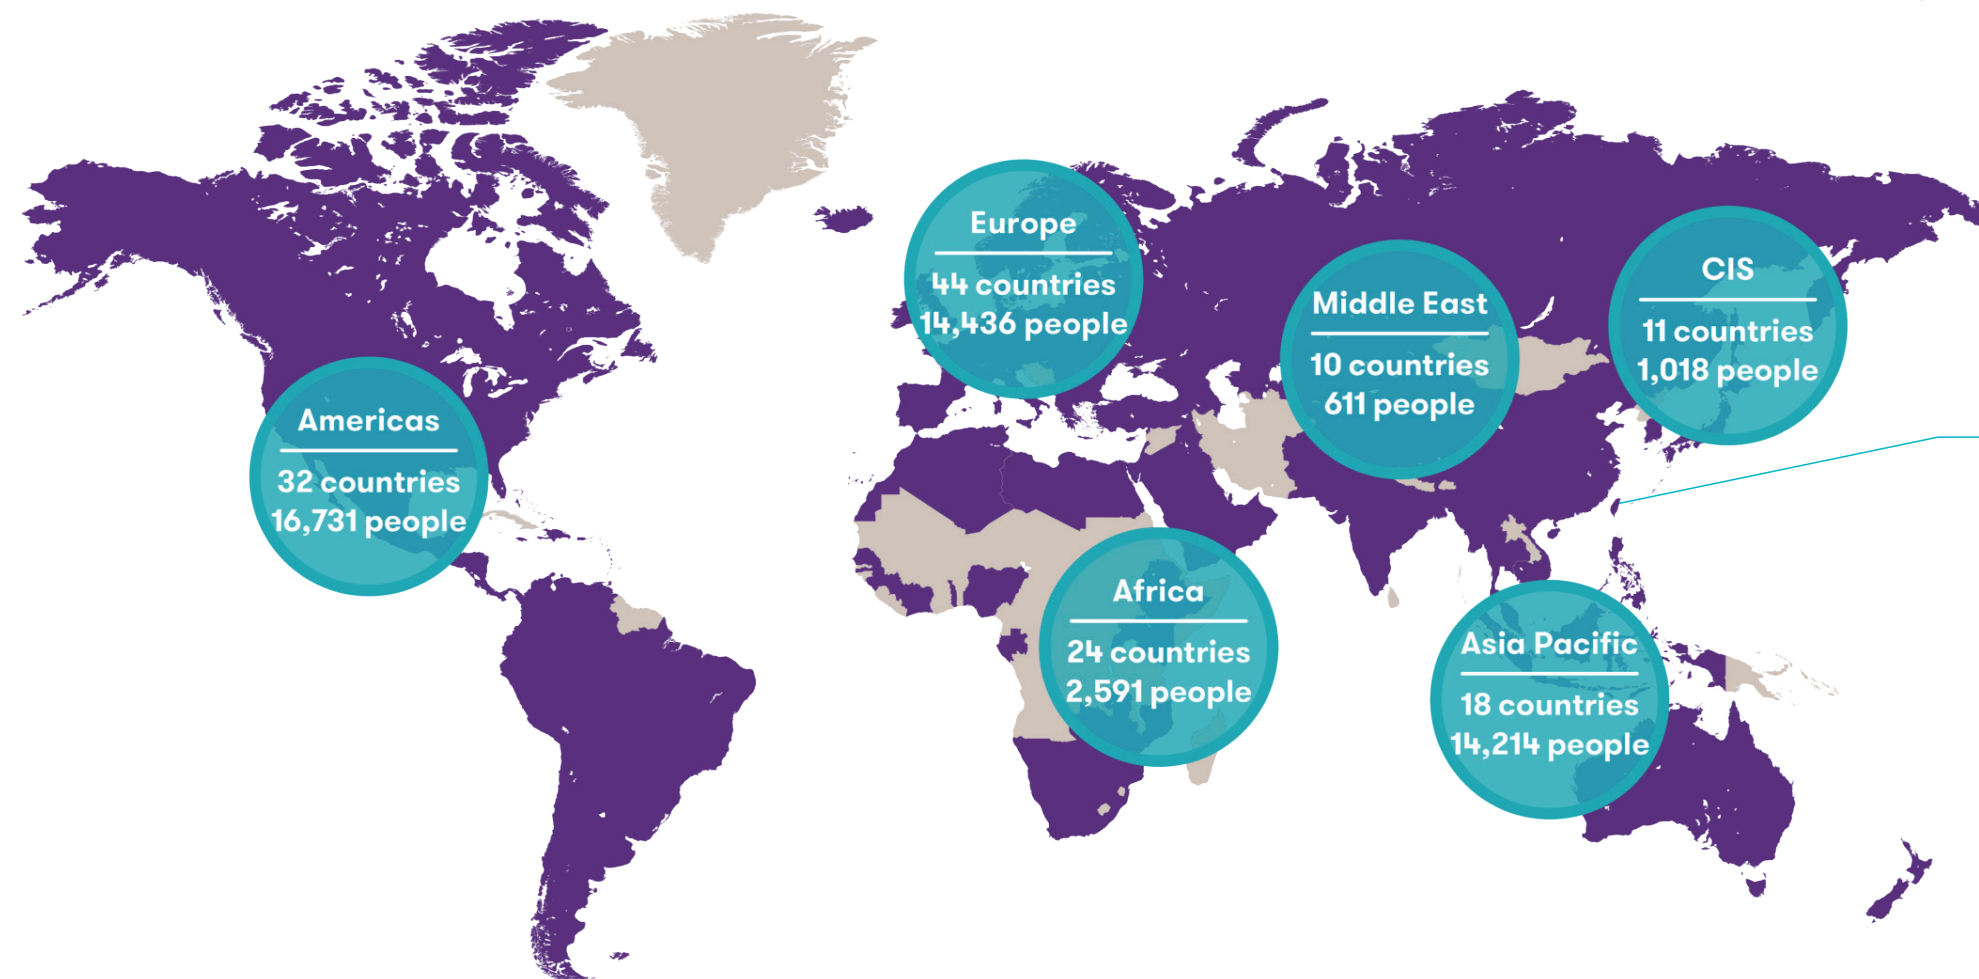 Europe
44 countries
14,436 people
CIS
11 countries
1,018 people
Middle East
10 countries
611 people
Americas
32 countries
16,731 people
Africa
24 countries
2,591 people
Asia Pacific
18 countries
14,214 people